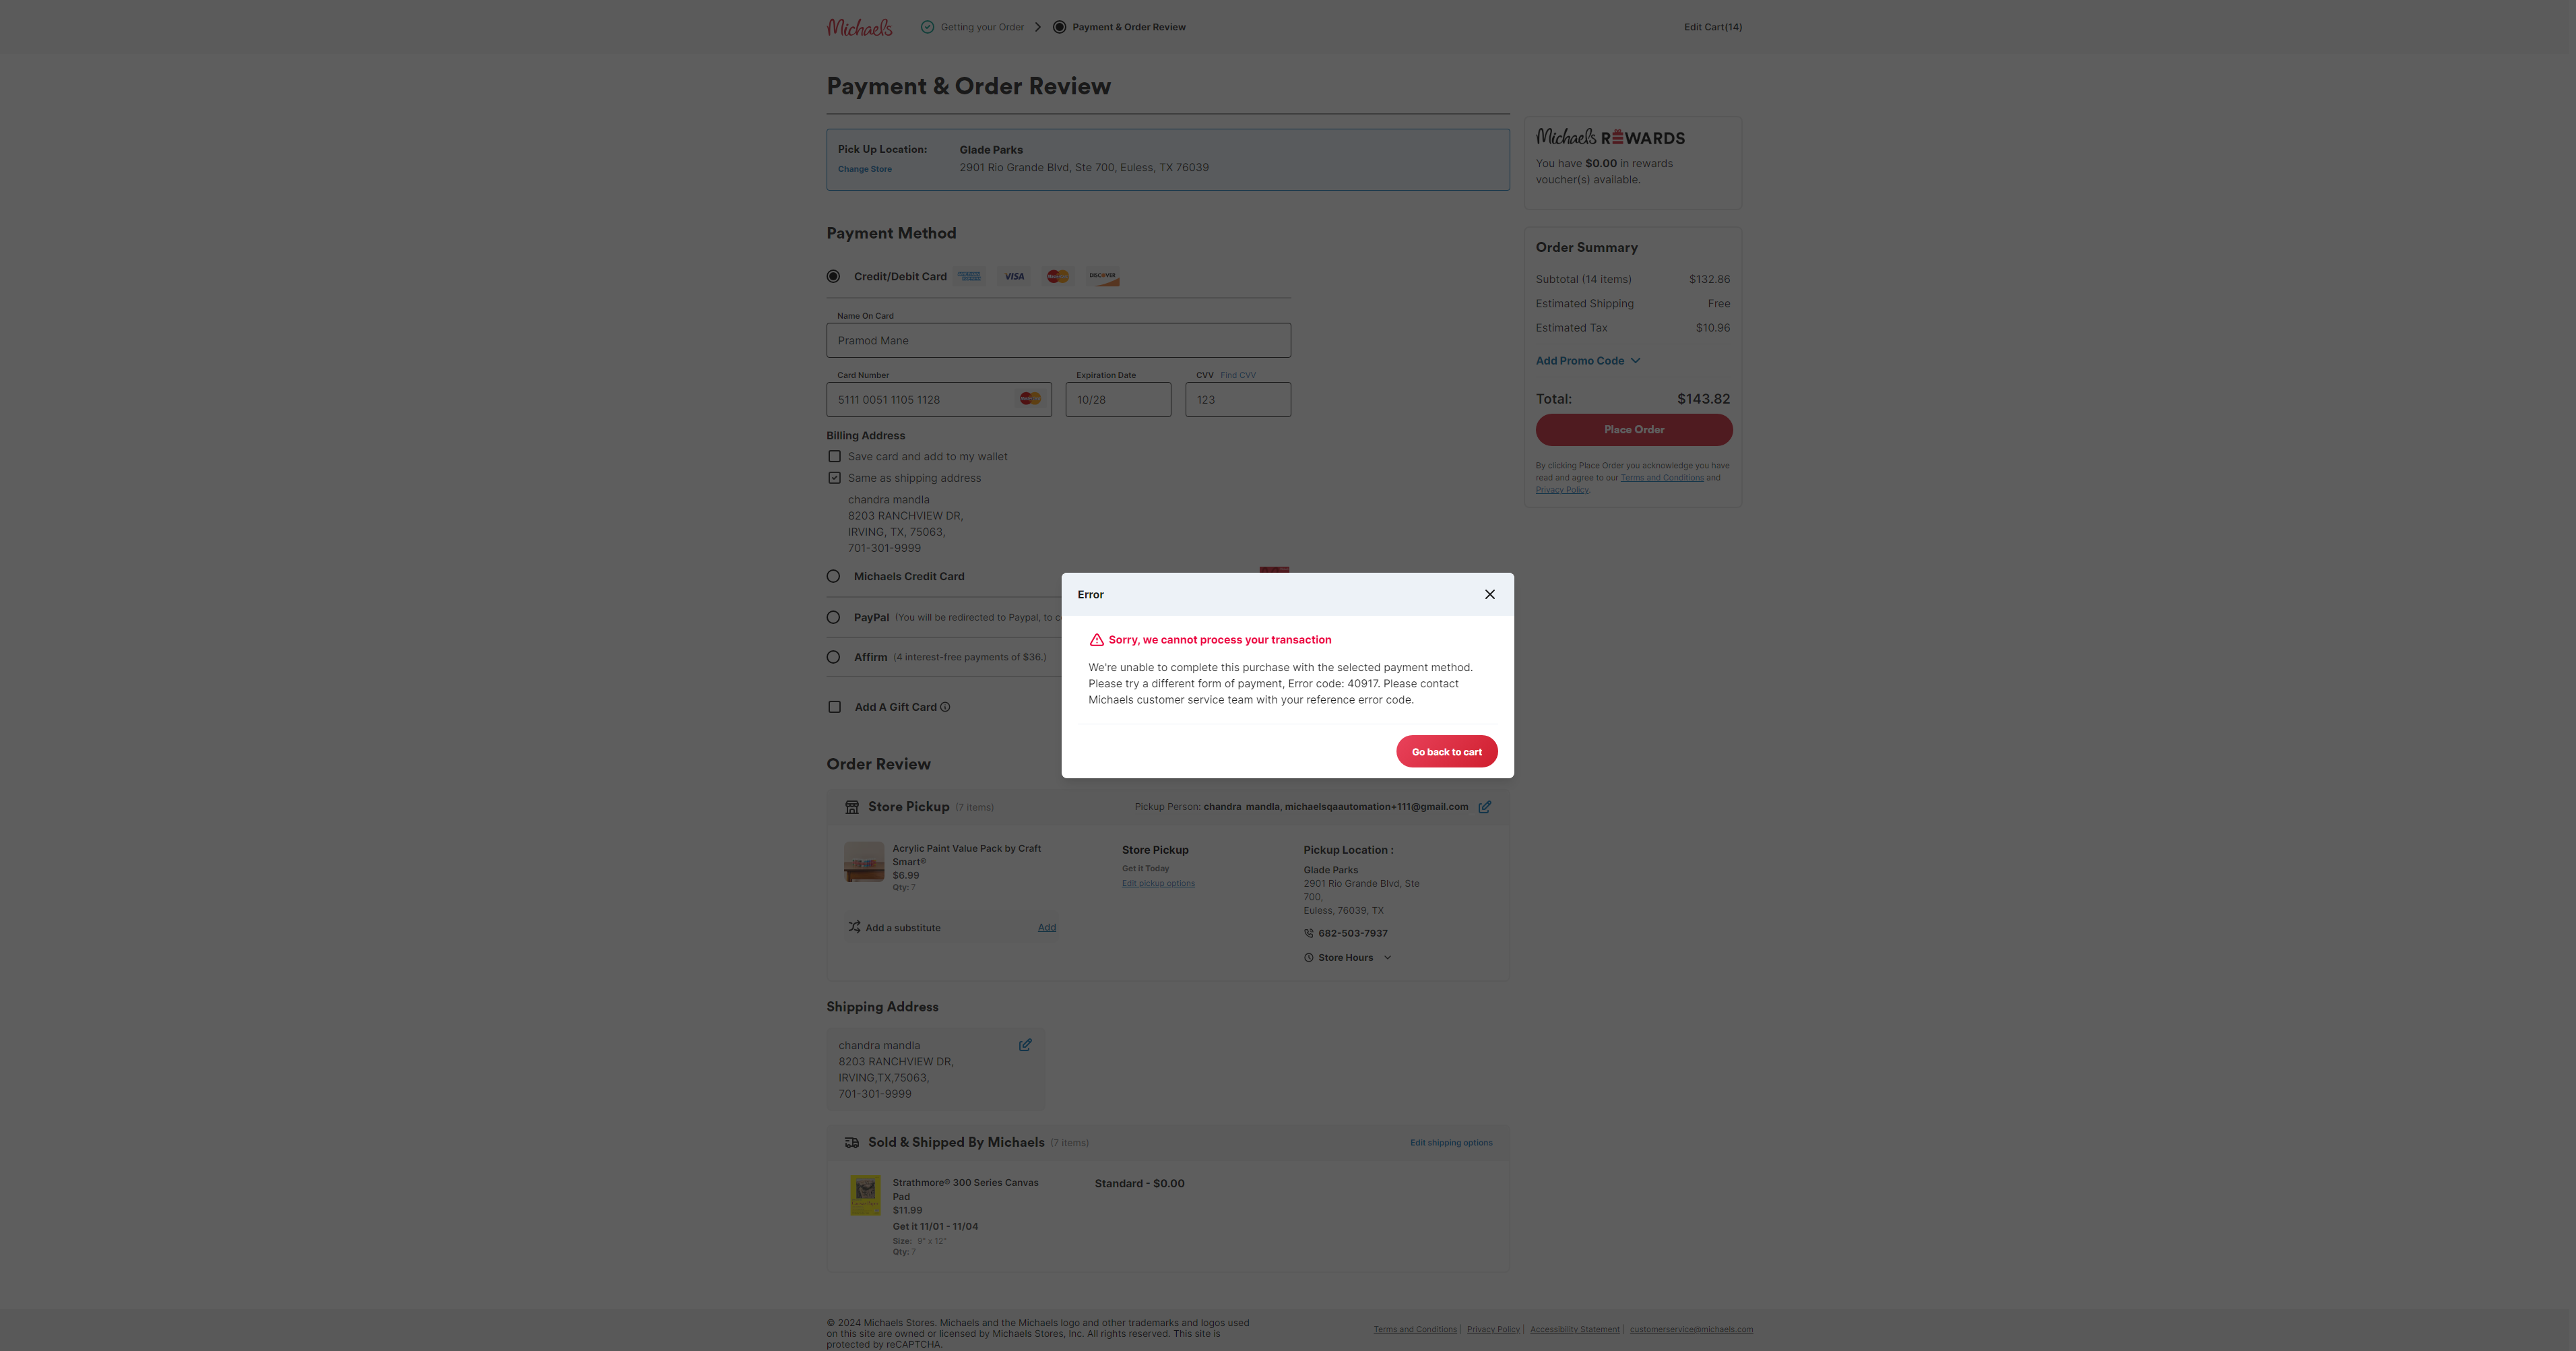 Michaels
Getting your Order
Payment & Order Review
Edit Cart(14)
Payment & Order Review
Pick Up Location:
Glade Parks
Change Store
2901 Rio Grande Blvd, Ste 700, Euless, TX 76039
Michaels REWARDS
You have $0.00 in rewards
voucher(s) available.
Payment Method
Credit/Debit Card
VISA
DISCOVER
Name On Card
Pramod Mane
Card Number
Expiration Date
CVV Find CVV
5111 0051 1105 1128
10/28
123
Billing Address
Save card and add to my wallet
Same as shipping address
chandra mandla
8203 RANCHVIEW DR,
IRVING, TX, 75063,
701-301-9999
Order Summary
Subtotal (14 items) $132.86
Estimated Shipping Free
Estimated Tax $10.96
Add Promo Code
Total: $143.82
Place Order
By clicking Place Order you acknowledge you have
read and agree to our Terms and Conditions and
Privacy Policy.
Michaels Credit Card
PayPal (You will be redirected to Paypal, to c
Affirm (4 interest-free payments of $36.)
Add A Gift Card
Error
Sorry, we cannot process your transaction
We're unable to complete this purchase with the selected payment method.
Please try a different form of payment, Error code: 40917. Please contact
Michaels customer service team with your reference error code.
Go back to cart
Order Review
Store Pickup (7 items)
Pickup Person: chandra mandla, michaelsqaautomation+111@gmail.com
Acrylic Paint Value Pack by Craft
Smart®
$6.99
Qty: 7
Add a substitute Add
Store Pickup
Get it Today
Edit pickup options
Pickup Location :
Glade Parks
2901 Rio Grande Blvd, Ste
700,
Euless, 76039, TX
682-503-7937
Store Hours
Shipping Address
chandra mandla
8203 RANCHVIEW DR,
IRVING,TX,75063,
701-301-9999
Sold & Shipped By Michaels (7 items)
Edit shipping options
Strathmore® 300 Series Canvas
Pad
$11.99
Get it 11/01 - 11/04
Size: 9" x 12"
Qty: 7
Standard - $0.00
© 2024 Michaels Stores. Michaels and the Michaels logo and other trademarks and logos used
on this site are owned or licensed by Michaels Stores, Inc. All rights reserved. This site is
protected by reCAPTCHA.
Terms and Conditions | Privacy Policy | Accessibility Statement | customerservice@michaels.com